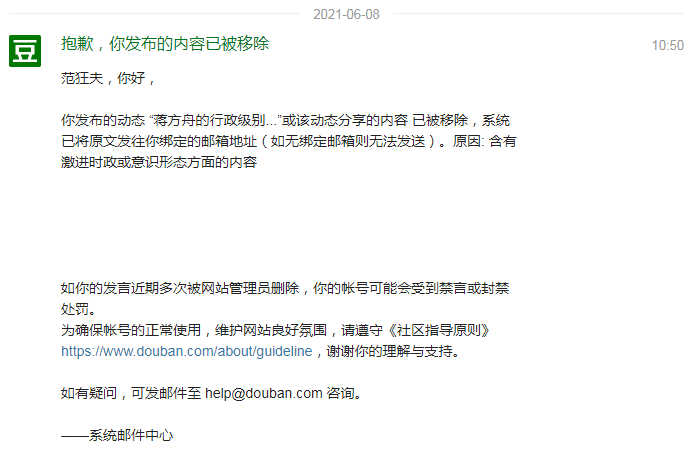 2021-06-08
豆
抱歉，你发布的内容已被移除
10:50
范狂夫，你好，
你发布的动态 “蒋方舟的行政级别...”或该动态分享的内容 已被移除，系统
已将原文发往你绑定的邮箱地址（如无绑定邮箱则无法发送）。原因: 含有
激进时政或意识形态方面的内容
如你的发言近期多次被网站管理员删除，你的帐号可能会受到禁言或封禁
处罚。
为确保帐号的正常使用，维护网站良好氛围，请遵守《社区指导原则》
https://www.douban.com/about/guideline，谢谢你的理解与支持。
如有疑问，可发邮件至 help@douban.com 咨询。
——系统邮件中心